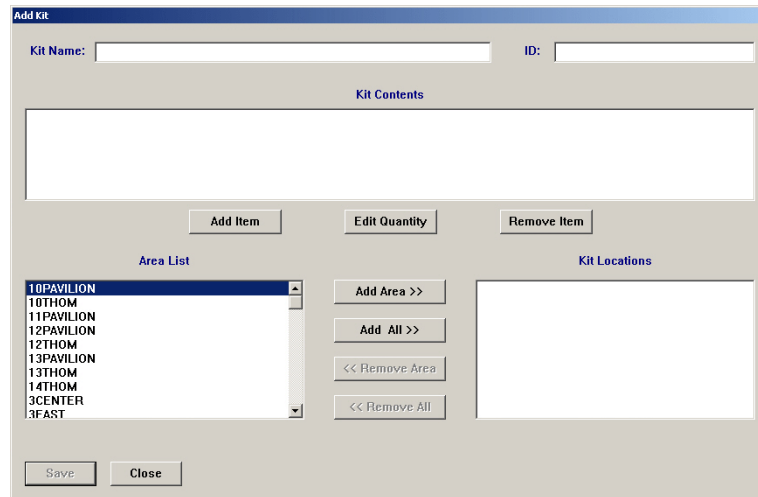 Add Kit
Kit Name: ID:
Kit Contents
Add Item Edit Quantity Remove Item
Area List Kit Locations
10PAVILION
10THOM
11PAVILION
12PAVILION
12THOM
13PAVILION
13THOM
14THOM
3CENTER
3EAST
Add Area >>
Add All >>
<< Remove Area
<< Remove All
Save Close